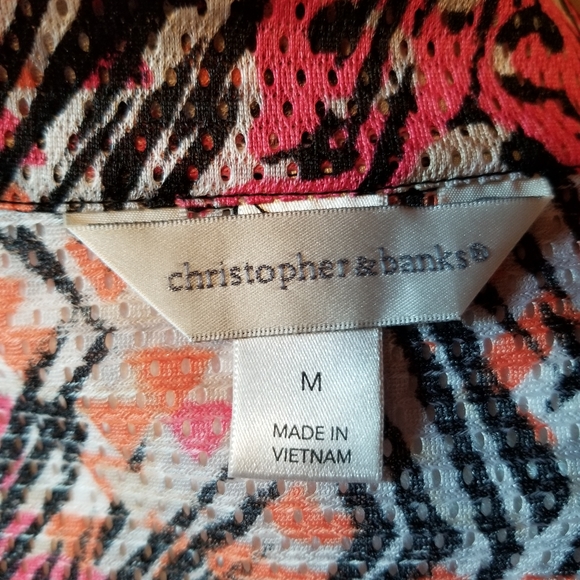 christopher & banks®
M
MADE IN
VIETNAM